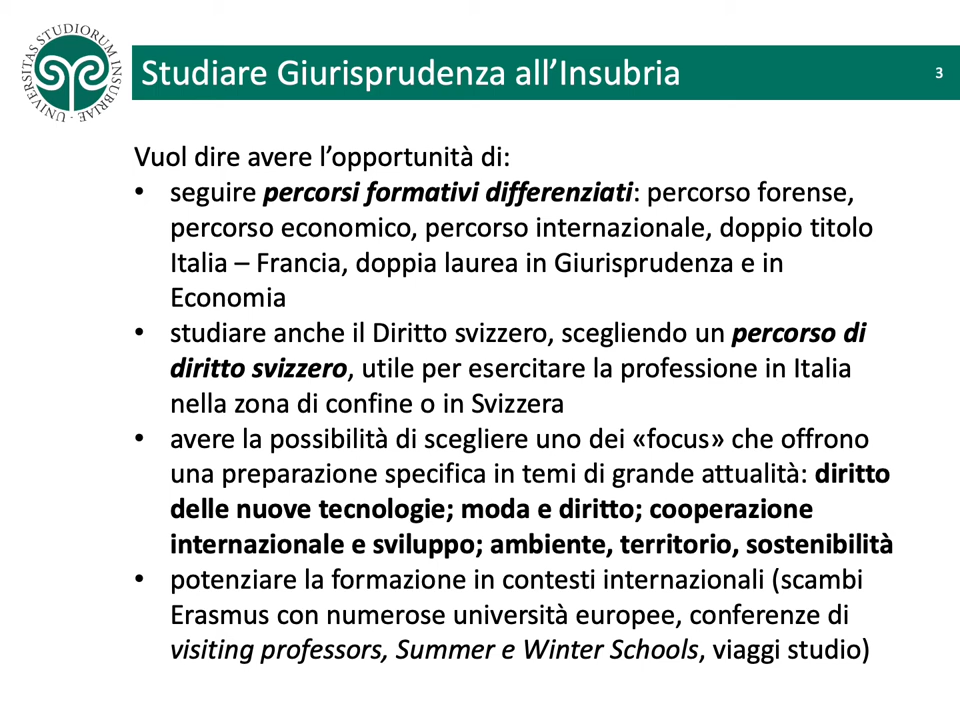 UNIVERSITAS STUDIORUM INSUBRIAE
Studiare Giurisprudenza all’Insubria
3
Vuol dire avere l’opportunità di:
• seguire percorsi formativi differenziati: percorso forense,
percorso economico, percorso internazionale, doppio titolo
Italia – Francia, doppia laurea in Giurisprudenza e in
Economia
• studiare anche il Diritto svizzero, scegliendo un percorso di
diritto svizzero, utile per esercitare la professione in Italia
nella zona di confine o in Svizzera
• avere la possibilità di scegliere uno dei «focus» che offrono
una preparazione specifica in temi di grande attualità: diritto
delle nuove tecnologie; moda e diritto; cooperazione
internazionale e sviluppo; ambiente, territorio, sostenibilità
• potenziare la formazione in contesti internazionali (scambi
Erasmus con numerose università europee, conferenze di
visiting professors, Summer e Winter Schools, viaggi studio)